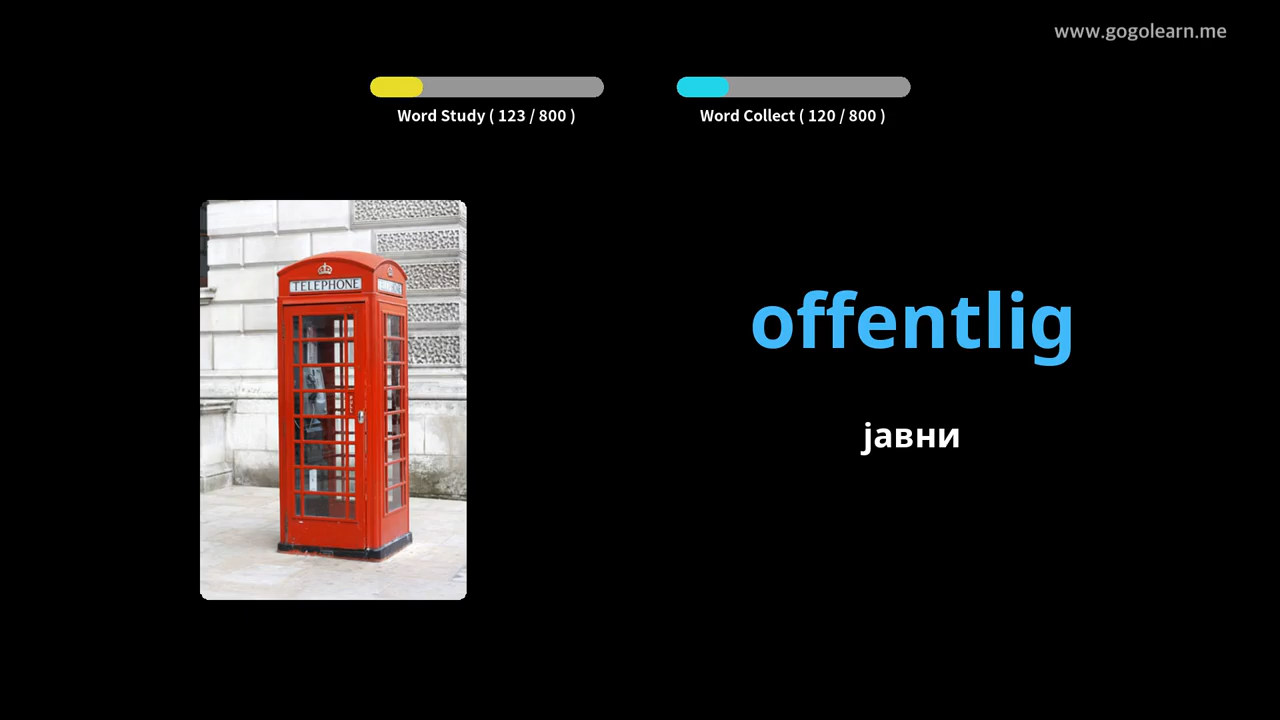 www.gogolearn.me
Word Study ( 123 / 800 )
Word Collect ( 120 / 800 )
TELEPHONE
offentlig
јавни